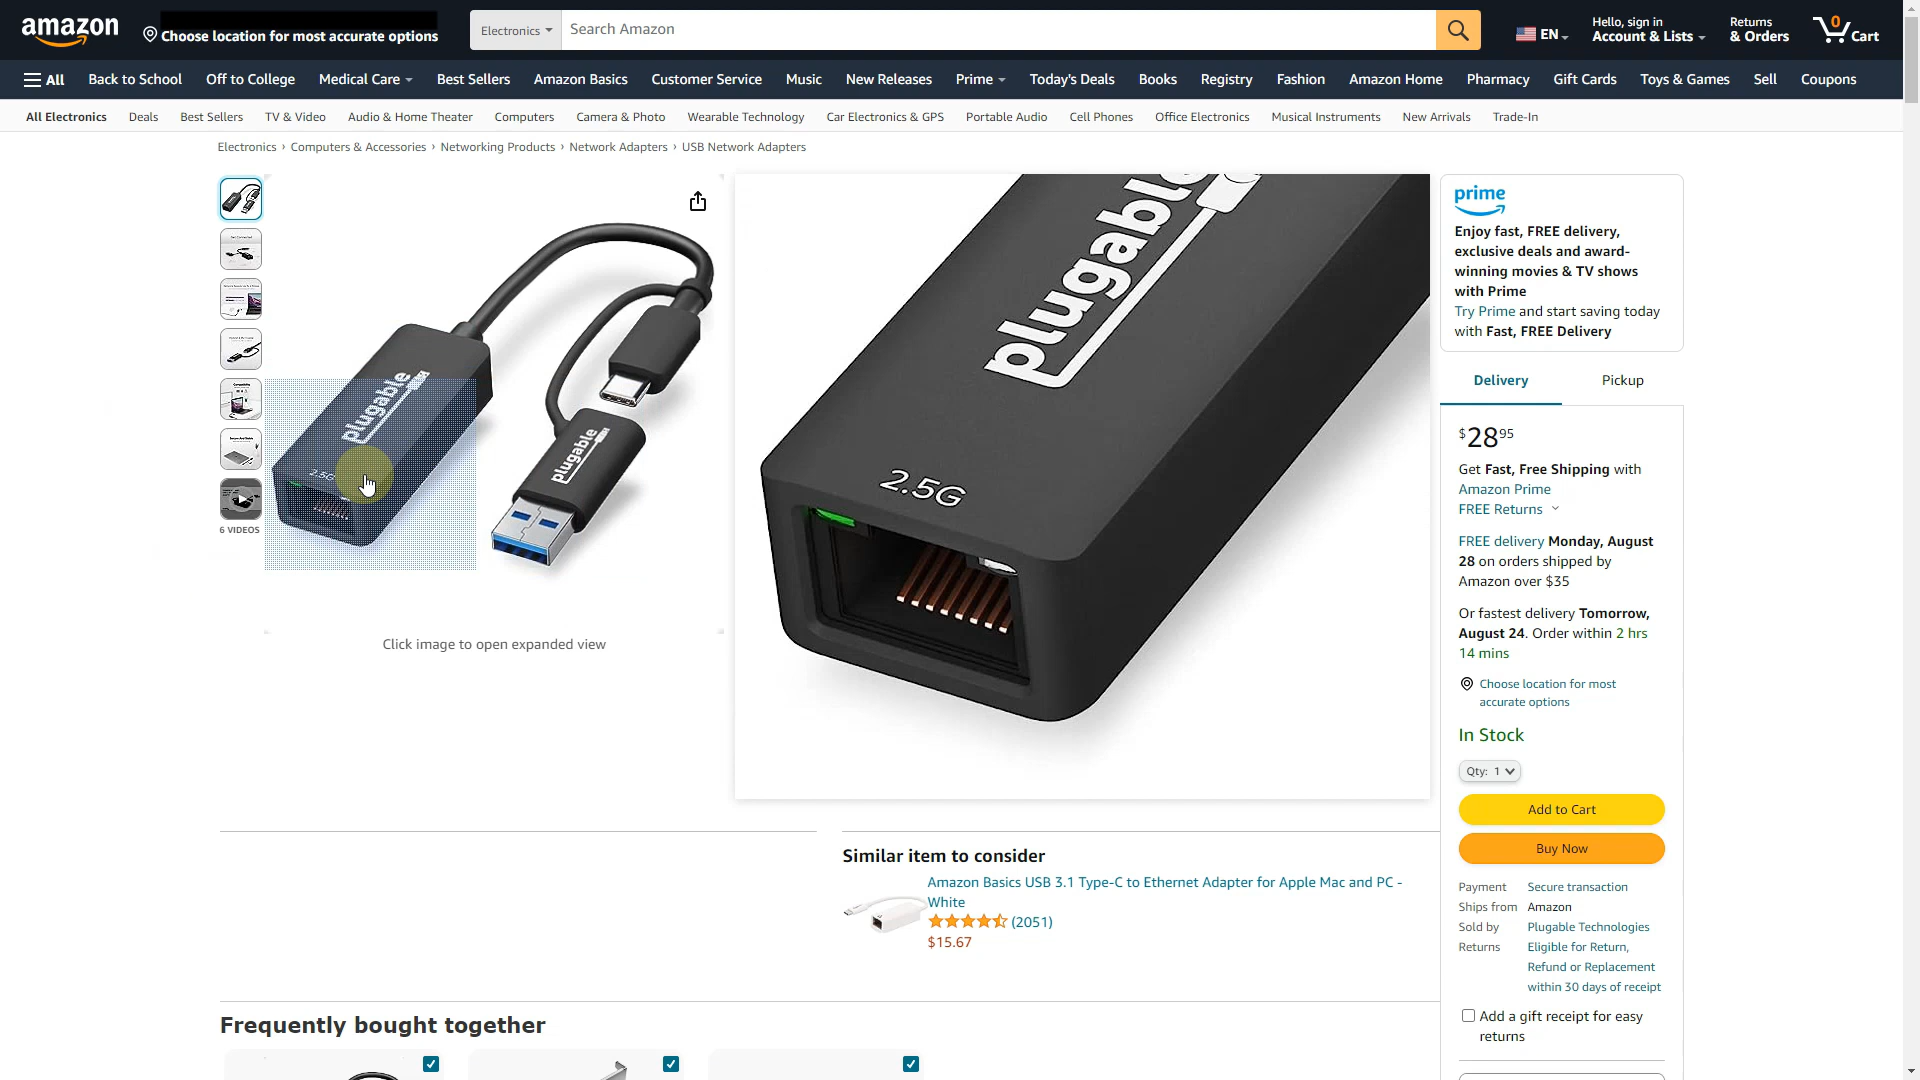 amazon
Choose location for most accurate options
Electronics
Search Amazon
EN
Hello, sign in
Account & Lists
Returns
& Orders
0
Cart
All
Back to School
Off to College
Medical Care
Best Sellers
Amazon Basics
Customer Service
Music
New Releases
Prime
Today's Deals
Books
Registry
Fashion
Amazon Home
Pharmacy
Gift Cards
Toys & Games
Sell
Coupons
All Electronics
Deals
Best Sellers
TV & Video
Audio & Home Theater
Computers
Camera & Photo
Wearable Technology
Car Electronics & GPS
Portable Audio
Cell Phones
Office Electronics
Musical Instruments
New Arrivals
Trade-In
Electronics › Computers & Accessories › Networking Products › Network Adapters › USB Network Adapters
6 VIDEOS
plugable
2.5G
plugable
Click image to open expanded view
plugable
2.5G
prime
Enjoy fast, FREE delivery,
exclusive deals and award-
winning movies & TV shows
with Prime
Try Prime and start saving today
with Fast, FREE Delivery
Delivery
Pickup
$2895
Get Fast, Free Shipping with
Amazon Prime
FREE Returns
FREE delivery Monday, August
28 on orders shipped by
Amazon over $35
Or fastest delivery Tomorrow,
August 24. Order within 2 hrs
14 mins
Choose location for most
accurate options
In Stock
Qty: 1
Add to Cart
Buy Now
Payment Secure transaction
Ships from Amazon
Sold by Plugable Technologies
Returns Eligible for Return,
Refund or Replacement
within 30 days of receipt
Add a gift receipt for easy
returns
Similar item to consider
Amazon Basics USB 3.1 Type-C to Ethernet Adapter for Apple Mac and PC -
White
(2051)
$15.67
Frequently bought together